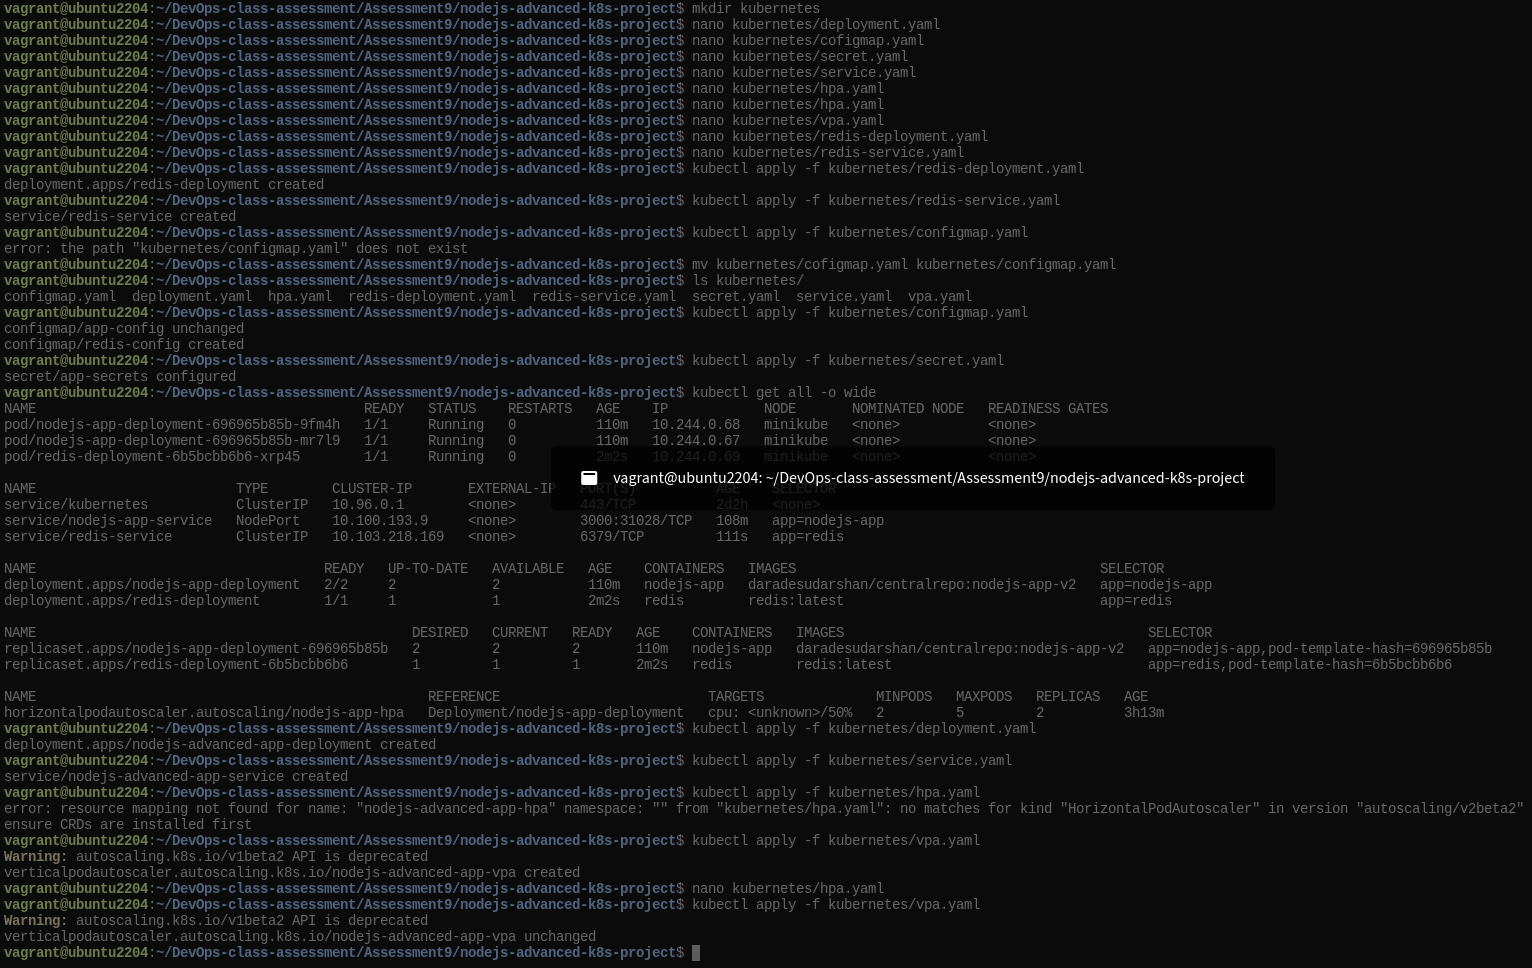 vagrant@ubuntu2204:~/DevOps-class-assessment/Assessment9/nodejs-advanced-k8s-project$ mkdir kubernetes
vagrant@ubuntu2204:~/DevOps-class-assessment/Assessment9/nodejs-advanced-k8s-project$ nano kubernetes/deployment.yaml
vagrant@ubuntu2204:~/DevOps-class-assessment/Assessment9/nodejs-advanced-k8s-project$ nano kubernetes/cofigmap.yaml
vagrant@ubuntu2204:~/DevOps-class-assessment/Assessment9/nodejs-advanced-k8s-project$ nano kubernetes/secret.yaml
vagrant@ubuntu2204:~/DevOps-class-assessment/Assessment9/nodejs-advanced-k8s-project$ nano kubernetes/service.yaml
vagrant@ubuntu2204:~/DevOps-class-assessment/Assessment9/nodejs-advanced-k8s-project$ nano kubernetes/hpa.yaml
vagrant@ubuntu2204:~/DevOps-class-assessment/Assessment9/nodejs-advanced-k8s-project$ nano kubernetes/hpa.yaml
vagrant@ubuntu2204:~/DevOps-class-assessment/Assessment9/nodejs-advanced-k8s-project$ nano kubernetes/vpa.yaml
vagrant@ubuntu2204:~/DevOps-class-assessment/Assessment9/nodejs-advanced-k8s-project$ nano kubernetes/redis-deployment.yaml
vagrant@ubuntu2204:~/DevOps-class-assessment/Assessment9/nodejs-advanced-k8s-project$ nano kubernetes/redis-service.yaml
vagrant@ubuntu2204:~/DevOps-class-assessment/Assessment9/nodejs-advanced-k8s-project$ kubectl apply -f kubernetes/redis-deployment.yaml
deployment.apps/redis-deployment created
vagrant@ubuntu2204:~/DevOps-class-assessment/Assessment9/nodejs-advanced-k8s-project$ kubectl apply -f kubernetes/redis-service.yaml
service/redis-service created
vagrant@ubuntu2204:~/DevOps-class-assessment/Assessment9/nodejs-advanced-k8s-project$ kubectl apply -f kubernetes/configmap.yaml
error: the path "kubernetes/configmap.yaml" does not exist
vagrant@ubuntu2204:~/DevOps-class-assessment/Assessment9/nodejs-advanced-k8s-project$ mv kubernetes/cofigmap.yaml kubernetes/configmap.yaml
vagrant@ubuntu2204:~/DevOps-class-assessment/Assessment9/nodejs-advanced-k8s-project$ ls kubernetes/
configmap.yaml  deployment.yaml  hpa.yaml  redis-deployment.yaml  redis-service.yaml  secret.yaml  service.yaml  vpa.yaml
vagrant@ubuntu2204:~/DevOps-class-assessment/Assessment9/nodejs-advanced-k8s-project$ kubectl apply -f kubernetes/configmap.yaml
configmap/app-config unchanged
configmap/redis-config created
vagrant@ubuntu2204:~/DevOps-class-assessment/Assessment9/nodejs-advanced-k8s-project$ kubectl apply -f kubernetes/secret.yaml
secret/app-secrets configured
vagrant@ubuntu2204:~/DevOps-class-assessment/Assessment9/nodejs-advanced-k8s-project$ kubectl get all -o wide
NAME READY STATUS RESTARTS AGE IP NODE NOMINATED NODE READINESS GATES
pod/nodejs-app-deployment-696965b85b-9fm4h 1/1 Running 0 110m 10.244.0.68 minikube <none> <none>
pod/nodejs-app-deployment-696965b85b-mr7l9 1/1 Running 0 110m 10.244.0.67 minikube <none> <none>
pod/redis-deployment-6b5bcbb6b6-xrp45 1/1 Running 0 2m2s 10.244.0.69 minikube <none> <none>
vagrant@ubuntu2204: ~/DevOps-class-assessment/Assessment9/nodejs-advanced-k8s-project
NAME TYPE CLUSTER-IP EXTERNAL-IP PORT(S) AGE SELECTOR
service/kubernetes ClusterIP 10.96.0.1 <none> 443/TCP 2d2h <none>
service/nodejs-app-service NodePort 10.100.193.9 <none> 3000:31028/TCP 108m app=nodejs-app
service/redis-service ClusterIP 10.103.218.169 <none> 6379/TCP 111s app=redis
NAME READY UP-TO-DATE AVAILABLE AGE CONTAINERS IMAGES SELECTOR
deployment.apps/nodejs-app-deployment 2/2 2 2 110m nodejs-app daradesudarshan/centralrepo:nodejs-app-v2 app=nodejs-app
deployment.apps/redis-deployment 1/1 1 1 2m2s redis redis:latest app=redis
NAME DESIRED CURRENT READY AGE CONTAINERS IMAGES SELECTOR
replicaset.apps/nodejs-app-deployment-696965b85b 2 2 2 110m nodejs-app daradesudarshan/centralrepo:nodejs-app-v2 app=nodejs-app,pod-template-hash=696965b85b
replicaset.apps/redis-deployment-6b5bcbb6b6 1 1 1 2m2s redis redis:latest app=redis,pod-template-hash=6b5bcbb6b6
NAME REFERENCE TARGETS MINPODS MAXPODS REPLICAS AGE
horizontalpodautoscaler.autoscaling/nodejs-app-hpa Deployment/nodejs-app-deployment cpu: <unknown>/50% 2 5 2 3h13m
vagrant@ubuntu2204:~/DevOps-class-assessment/Assessment9/nodejs-advanced-k8s-project$ kubectl apply -f kubernetes/deployment.yaml
deployment.apps/nodejs-advanced-app-deployment created
vagrant@ubuntu2204:~/DevOps-class-assessment/Assessment9/nodejs-advanced-k8s-project$ kubectl apply -f kubernetes/service.yaml
service/nodejs-advanced-app-service created
vagrant@ubuntu2204:~/DevOps-class-assessment/Assessment9/nodejs-advanced-k8s-project$ kubectl apply -f kubernetes/hpa.yaml
error: resource mapping not found for name: "nodejs-advanced-app-hpa" namespace: "" from "kubernetes/hpa.yaml": no matches for kind "HorizontalPodAutoscaler" in version "autoscaling/v2beta2"
ensure CRDs are installed first
vagrant@ubuntu2204:~/DevOps-class-assessment/Assessment9/nodejs-advanced-k8s-project$ kubectl apply -f kubernetes/vpa.yaml
Warning: autoscaling.k8s.io/v1beta2 API is deprecated
verticalpodautoscaler.autoscaling.k8s.io/nodejs-advanced-app-vpa created
vagrant@ubuntu2204:~/DevOps-class-assessment/Assessment9/nodejs-advanced-k8s-project$ nano kubernetes/hpa.yaml
vagrant@ubuntu2204:~/DevOps-class-assessment/Assessment9/nodejs-advanced-k8s-project$ kubectl apply -f kubernetes/vpa.yaml
Warning: autoscaling.k8s.io/v1beta2 API is deprecated
verticalpodautoscaler.autoscaling.k8s.io/nodejs-advanced-app-vpa unchanged
vagrant@ubuntu2204:~/DevOps-class-assessment/Assessment9/nodejs-advanced-k8s-project$